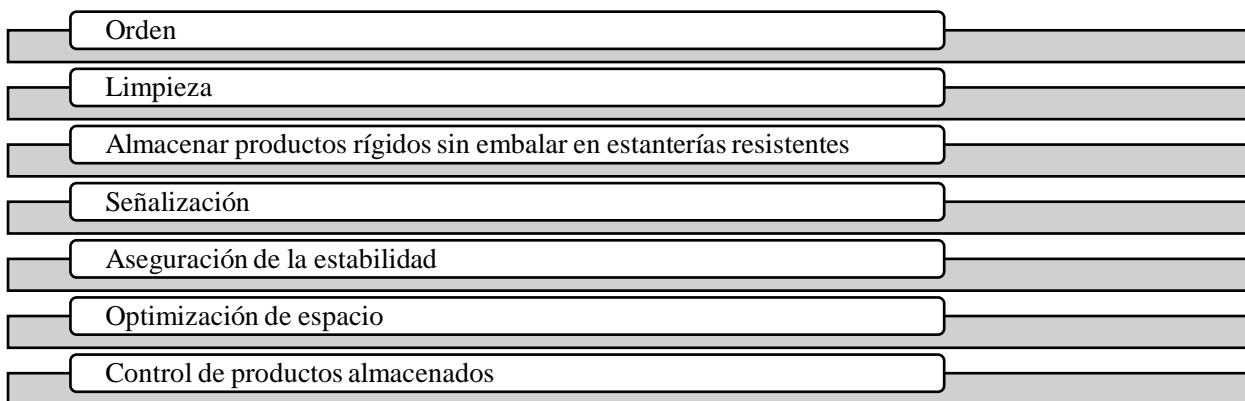 Orden
Limpieza
Almacenar productos rígidos sin embalar en estanterías resistentes
Señalización
Aseguración de la estabilidad
Optimización de espacio
Control de productos almacenados